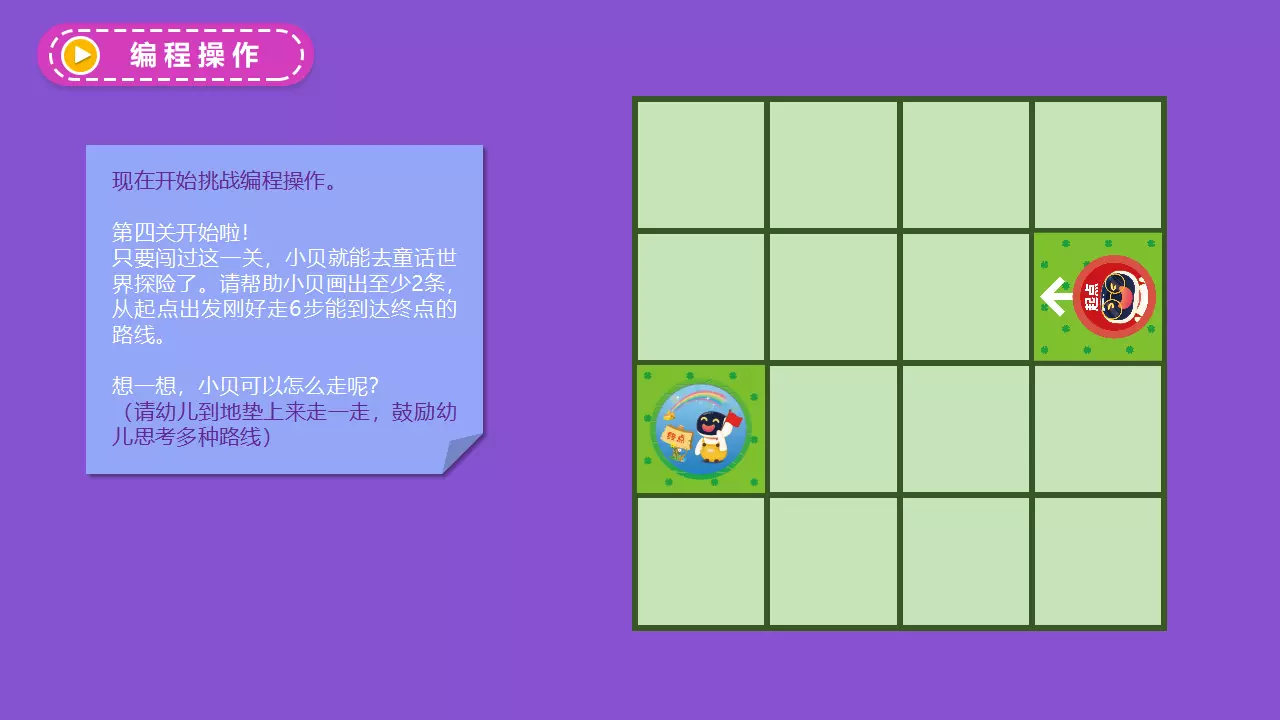 编程操作
现在开始挑战编程操作。
第四关开始啦！
只要闯过这一关，小贝就能去童话世
界探险了。请帮助小贝画出至少2条，
从起点出发刚好走6步能到达终点的
路线。
想一想，小贝可以怎么走呢？
（请幼儿到地垫上来走一走，鼓励幼
儿思考多种路线）
起点
终点